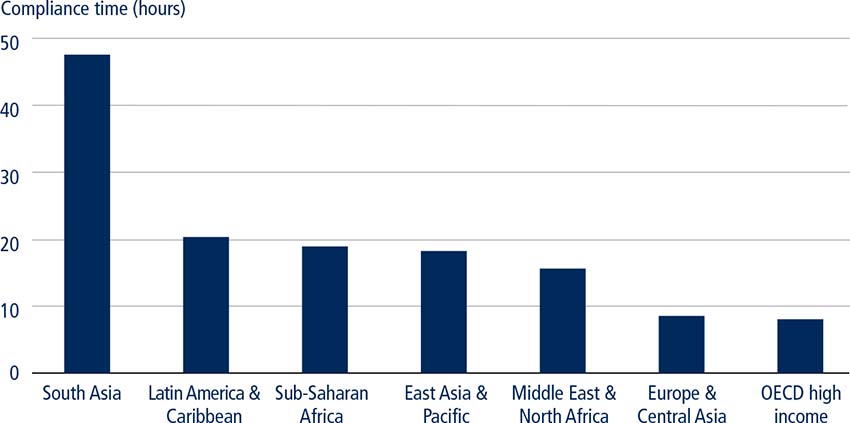 Compliance time (hours)
50
40
30
20
10
0
South Asia
Latin America &
Caribbean
Sub-Saharan
Africa
East Asia &
Pacific
Middle East &
North Africa
Europe &
Central Asia
OECD high
income